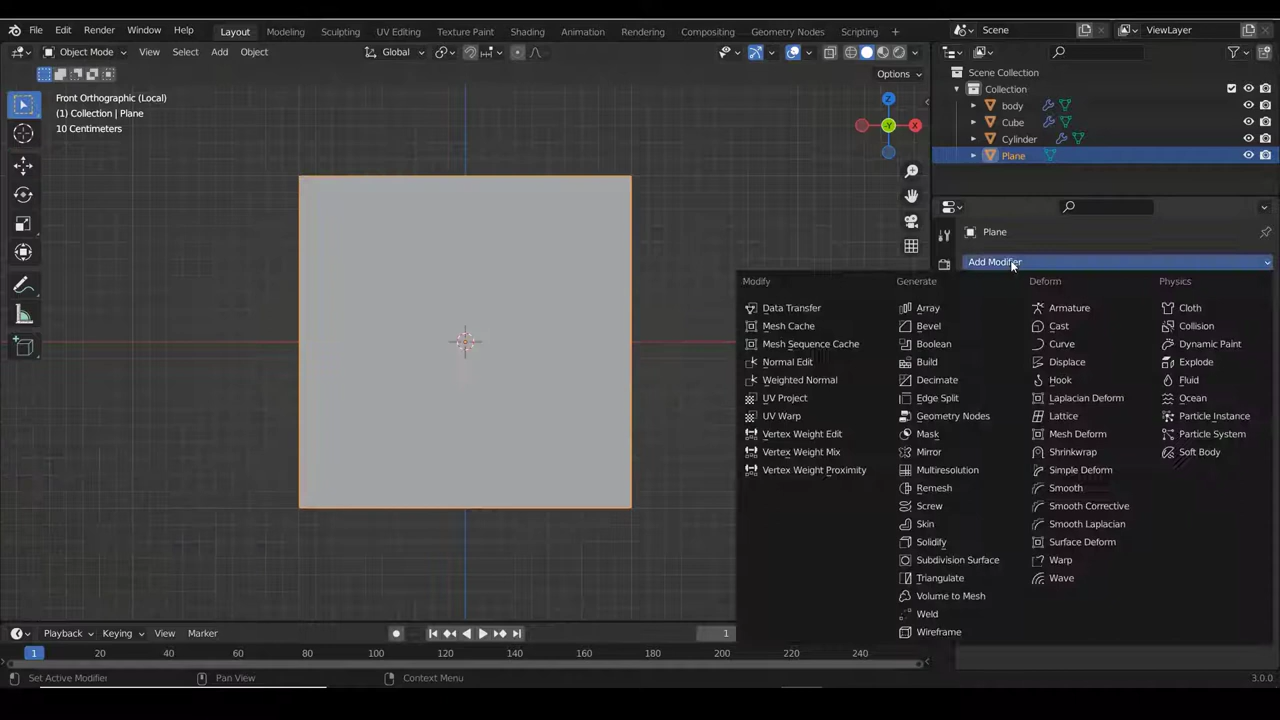 File Edit Render Window Help Layout Modeling Sculpting UV Editing Texture Paint Shading Animation Rendering Compositing Geometry Nodes Scripting + Scene ViewLayer
Object Mode View Select Add Object Global
Options
Front Orthographic (Local)
(1) Collection | Plane
10 Centimeters
Z
-Y
X
Scene Collection
Collection
body
Cube
Cylinder
Plane
Plane
Add Modifier
Modify
Data Transfer
Mesh Cache
Mesh Sequence Cache
Normal Edit
Weighted Normal
UV Project
UV Warp
Vertex Weight Edit
Vertex Weight Mix
Vertex Weight Proximity
Generate
Array
Bevel
Boolean
Build
Decimate
Edge Split
Geometry Nodes
Mask
Mirror
Multiresolution
Remesh
Screw
Skin
Solidify
Subdivision Surface
Triangulate
Volume to Mesh
Weld
Wireframe
Deform
Armature
Cast
Curve
Displace
Hook
Laplacian Deform
Lattice
Mesh Deform
Shrinkwrap
Simple Deform
Smooth
Smooth Corrective
Smooth Laplacian
Surface Deform
Warp
Wave
Physics
Cloth
Collision
Dynamic Paint
Explode
Fluid
Ocean
Particle Instance
Particle System
Soft Body
Playback Keying View Marker 1
1 20 40 60 80 100 120 140 160 180 200 220 240
Set Active Modifier Pan View Context Menu 3.0.0